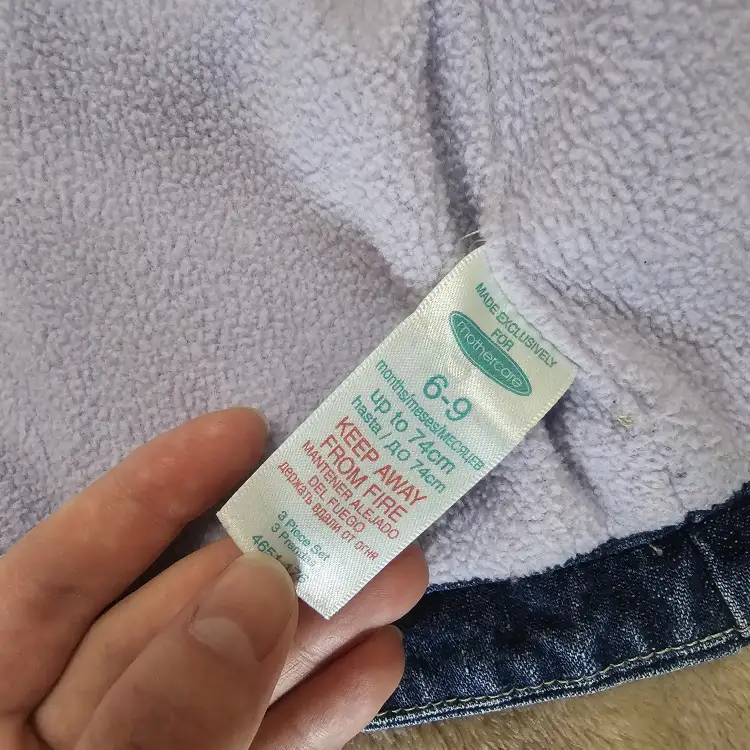 MADE EXCLUSIVELY
FOR
mothercare
6-9
months/meses/МЕСЯЦЕВ
up to 74cm
hasta / ДО 74cm
KEEP AWAY
FROM FIRE
MANTENER ALEJADO
DEL FUEGO
держать вдали от огня
3 Piece Set
3 Prendas